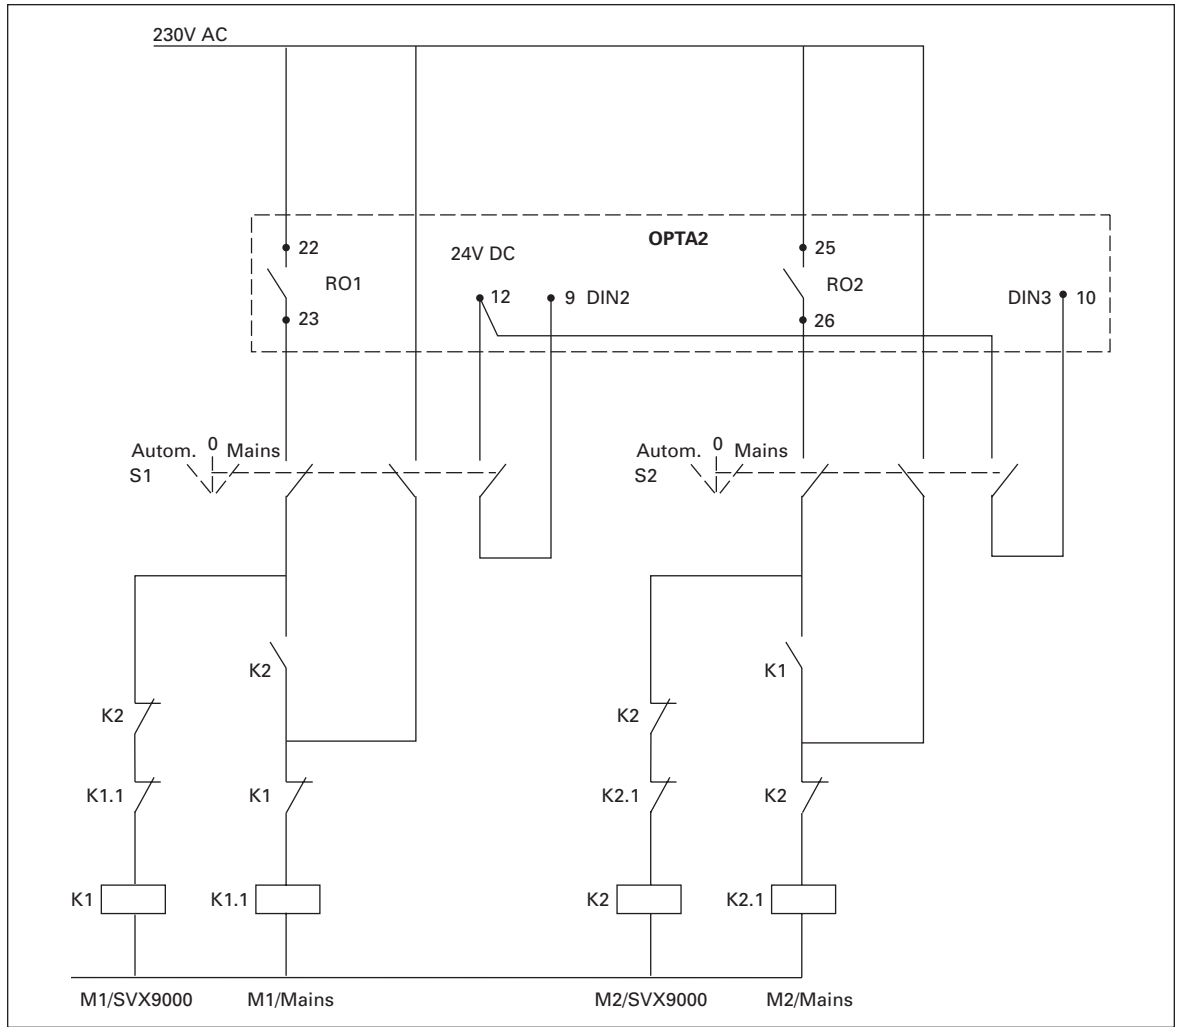 230V AC
OPTA2
22
24V DC
25
RO1
RO2
12
9 DIN2
DIN3 10
23
26
Autom. 0 Mains
S1
Autom. 0 Mains
S2
K2
K1
K2
K2
K1.1
K1
K2.1
K2
K1
K1.1
K2
K2.1
M1/SVX9000
M1/Mains
M2/SVX9000
M2/Mains